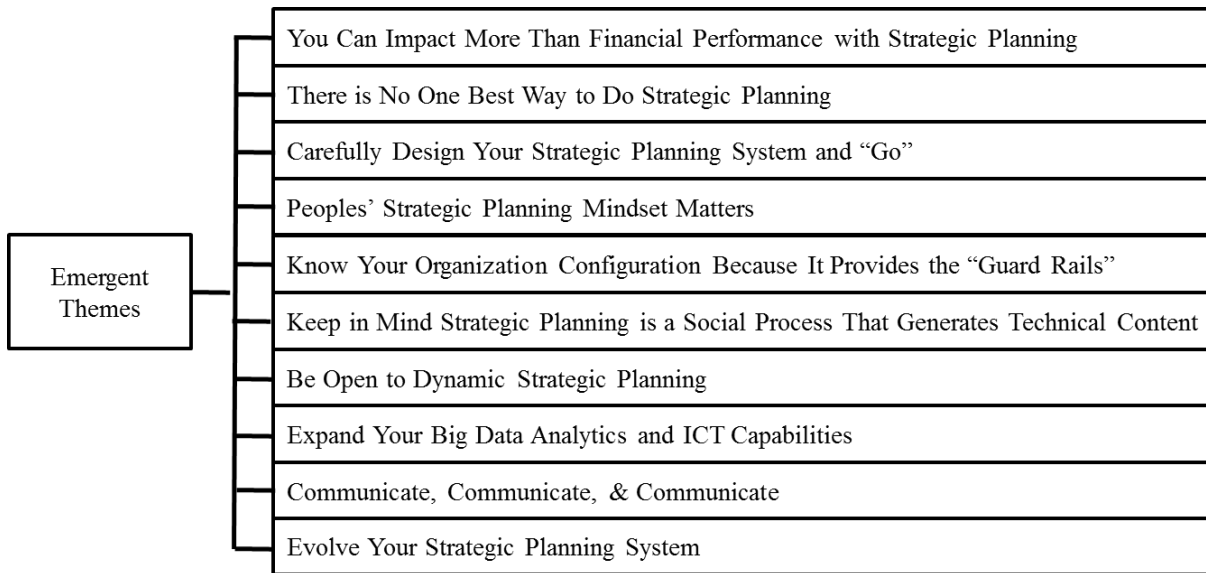 You Can Impact More Than Financial Performance with Strategic Planning
There is No One Best Way to Do Strategic Planning
Carefully Design Your Strategic Planning System and “Go”
Peoples’ Strategic Planning Mindset Matters
Emergent
Themes
Know Your Organization Configuration Because It Provides the “Guard Rails”
Keep in Mind Strategic Planning is a Social Process That Generates Technical Content
Be Open to Dynamic Strategic Planning
Expand Your Big Data Analytics and ICT Capabilities
Communicate, Communicate, & Communicate
Evolve Your Strategic Planning System